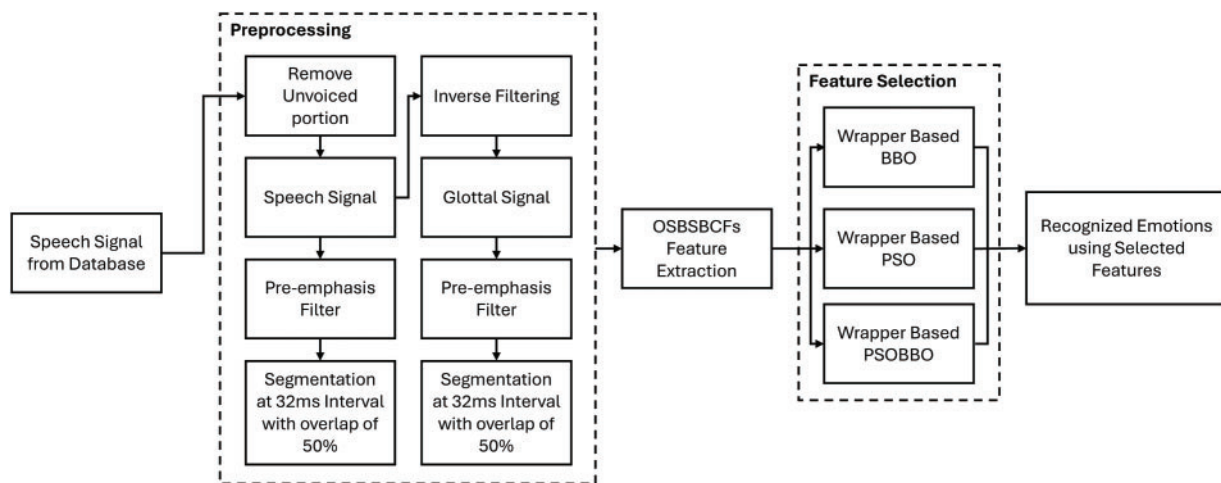 Preprocessing
Remove
Unvoiced
portion
Inverse Filtering
Speech Signal
Glottal Signal
Pre-emphasis
Filter
Pre-emphasis
Filter
Segmentation
at 32ms Interval
with overlap of
50%
Segmentation
at 32ms Interval
with overlap of
50%
Speech Signal
from Database
OSBSBCFs
Feature
Extraction
Feature Selection
Wrapper Based
BBO
Wrapper Based
PSO
Wrapper Based
PSOBBO
Recognized Emotions
using Selected
Features